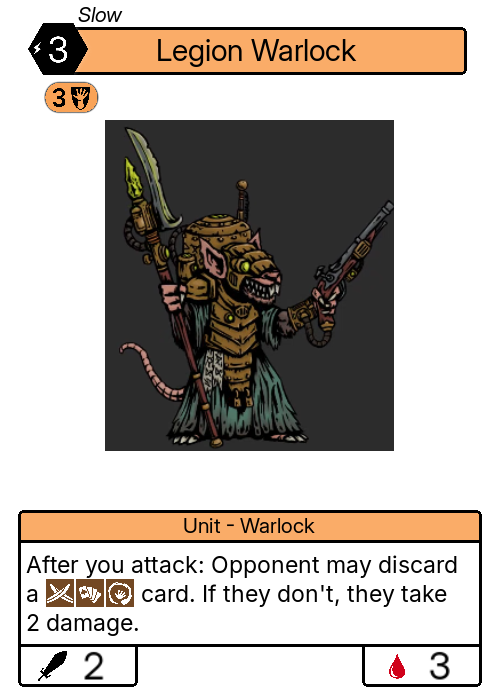 Slow
3
Legion Warlock
3
Unit - Warlock
After you attack: Opponent may discard
a card. If they don't, they take
2 damage.
2
3